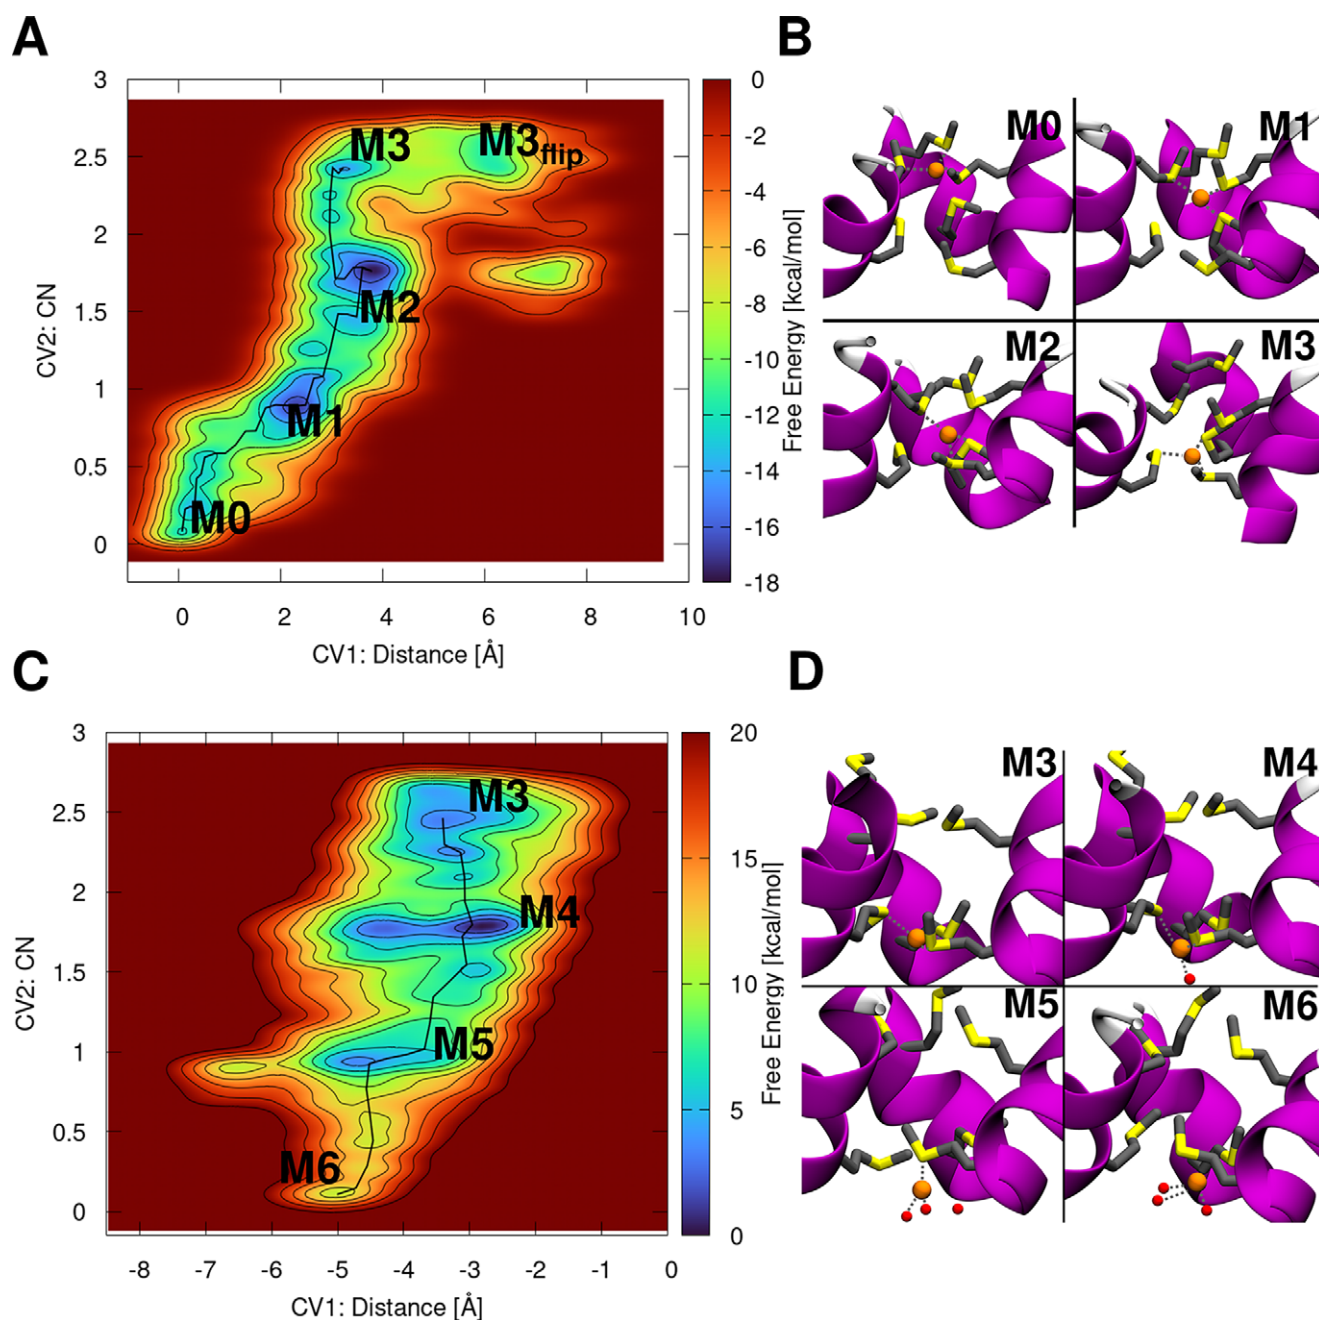 A
3
2.5
2
1.5
1
0.5
0
CV2: CN
M3
M3flip
M2
M1
M0
0 2 4 6 8 10
CV1: Distance [Å]
0
-2
-4
-6
-8
-10
-12
-14
-16
-18
Free Energy [kcal/mol]
B
M0
M1
M2
M3
C
3
2.5
2
1.5
1
0.5
0
CV2: CN
M3
M4
M5
M6
-8 -7 -6 -5 -4 -3 -2 -1 0
CV1: Distance [Å]
20
15
10
5
0
Free Energy [kcal/mol]
D
M3
M4
M5
M6